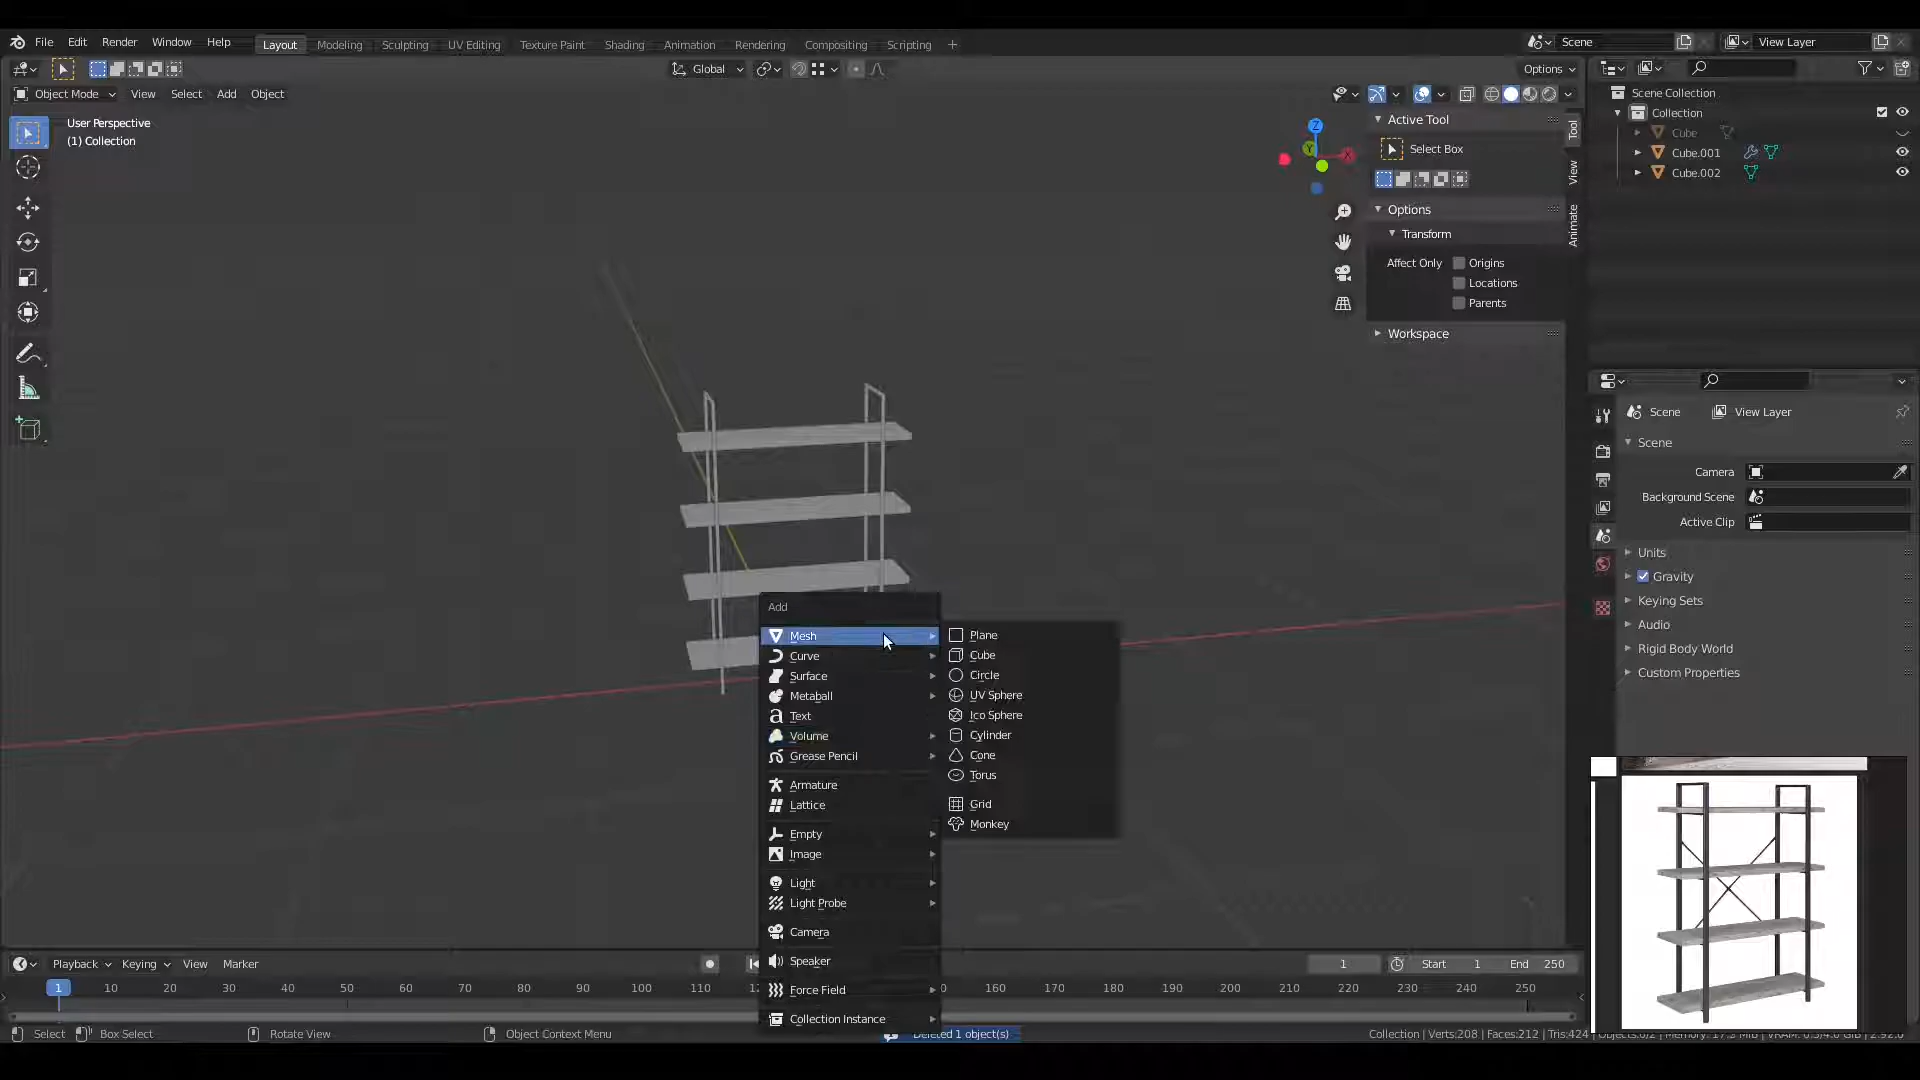 File Edit Render Window Help Layout Modeling Sculpting UV Editing Texture Paint Shading Animation Rendering Compositing Scripting + Scene View Layer
Global Options
Object Mode View Select Add Object
User Perspective
(1) Collection
Z
Y
X
Active Tool
Select Box
Options
Transform
Affect Only Origins
Locations
Parents
Workspace
Tool
View
Animate
Scene Collection
Collection
Cube
Cube.001
Cube.002
Scene View Layer
Scene
Camera
Background Scene
Active Clip
Units
Gravity
Keying Sets
Audio
Rigid Body World
Custom Properties
Add
Mesh
Curve
Surface
Metaball
Text
Volume
Grease Pencil
Armature
Lattice
Empty
Image
Light
Light Probe
Camera
Speaker
Force Field
Collection Instance
Plane
Cube
Circle
UV Sphere
Ico Sphere
Cylinder
Cone
Torus
Grid
Monkey
Playback Keying View Marker 1 Start 1 End 250
1 10 20 30 40 50 60 70 80 90 100 110 160 170 180 190 200 210 220 230 240 250
Select Box Select Rotate View Object Context Menu Deleted 1 object(s) Collection | Verts:208 | Faces:212 | Tris:424